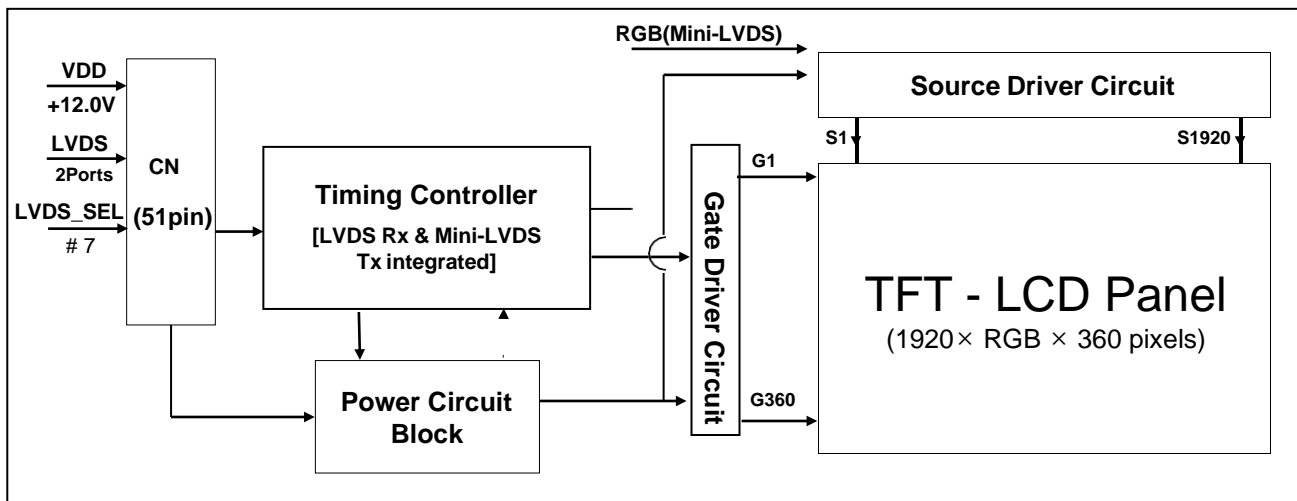 RGB(Mini-LVDS)
VDD
+12.0V
LVDS
2Ports
LVDS_SEL
# 7
CN
(51pin)
Timing Controller
[LVDS Rx & Mini-LVDS
Tx integrated]
Power Circuit
Block
Gate Driver Circuit
G1
G360
Source Driver Circuit
S1
S1920
TFT - LCD Panel
(1920× RGB × 360 pixels)